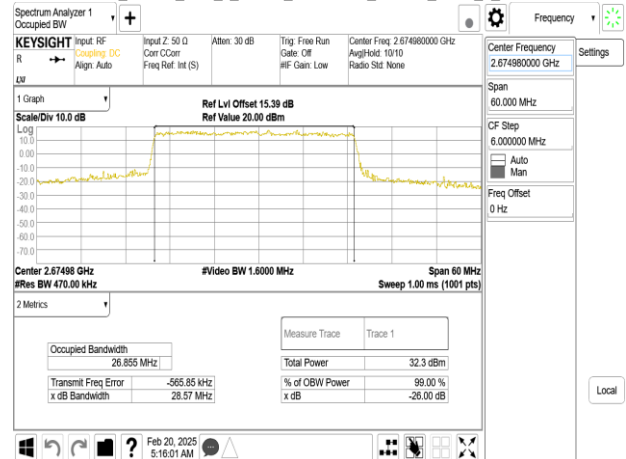 Spectrum Analyzer 1
Occupied BW
Frequency
KEYSIGHT
R
LXI
Input: RF
Coupling: DC
Align: Auto
Input Z: 50 Ω
Corr CCorr
Freq Ref: Int (S)
Atten: 30 dB
Trig: Free Run
Gate: Off
#IF Gain: Low
Center Freq: 2.674980000 GHz
Avg|Hold: 10/10
Radio Std: None
Center Frequency
2.674980000 GHz
Settings
Span
60.000 MHz
CF Step
6.000000 MHz
Auto
Man
Freq Offset
0 Hz
Local
1 Graph
Scale/Div 10.0 dB
Ref Lvl Offset 15.39 dB
Ref Value 20.00 dBm
Log
10.0
0.00
-10.0
-20.0
-30.0
-40.0
-50.0
-60.0
-70.0
Center 2.67498 GHz
#Res BW 470.00 kHz
#Video BW 1.6000 MHz
Span 60 MHz
Sweep 1.00 ms (1001 pts)
2 Metrics
Measure Trace Trace 1
Occupied Bandwidth
26.855 MHz
Total Power 32.3 dBm
Transmit Freq Error -565.85 kHz
% of OBW Power 99.00 %
x dB Bandwidth 28.57 MHz
x dB -26.00 dB
?
Feb 20, 2025
5:16:01 AM